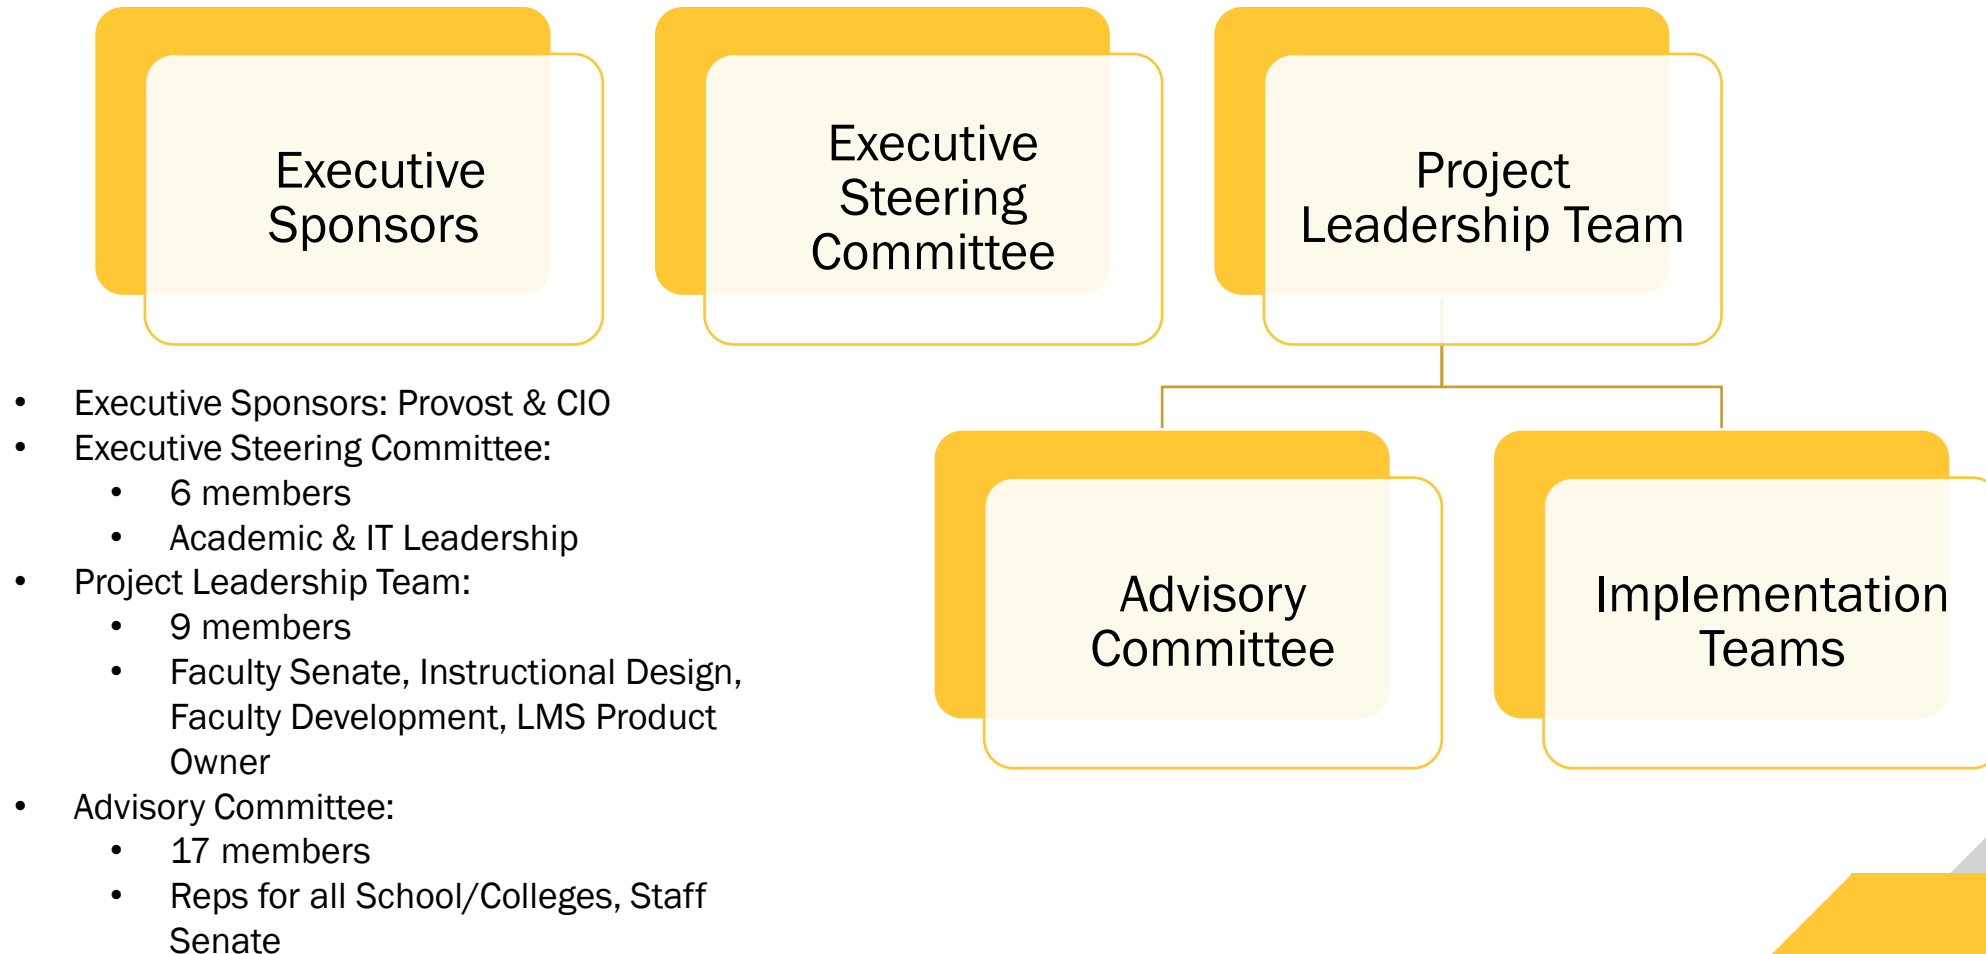 Executive
Sponsors
Executive
Steering
Committee
Project
Leadership Team
• Executive Sponsors: Provost & CIO
• Executive Steering Committee:
• 6 members
• Academic & IT Leadership
• Project Leadership Team:
• 9 members
• Faculty Senate, Instructional Design,
Faculty Development, LMS Product
Owner
• Advisory Committee:
• 17 members
• Reps for all School/Colleges, Staff
Senate
Advisory
Committee
Implementation
Teams